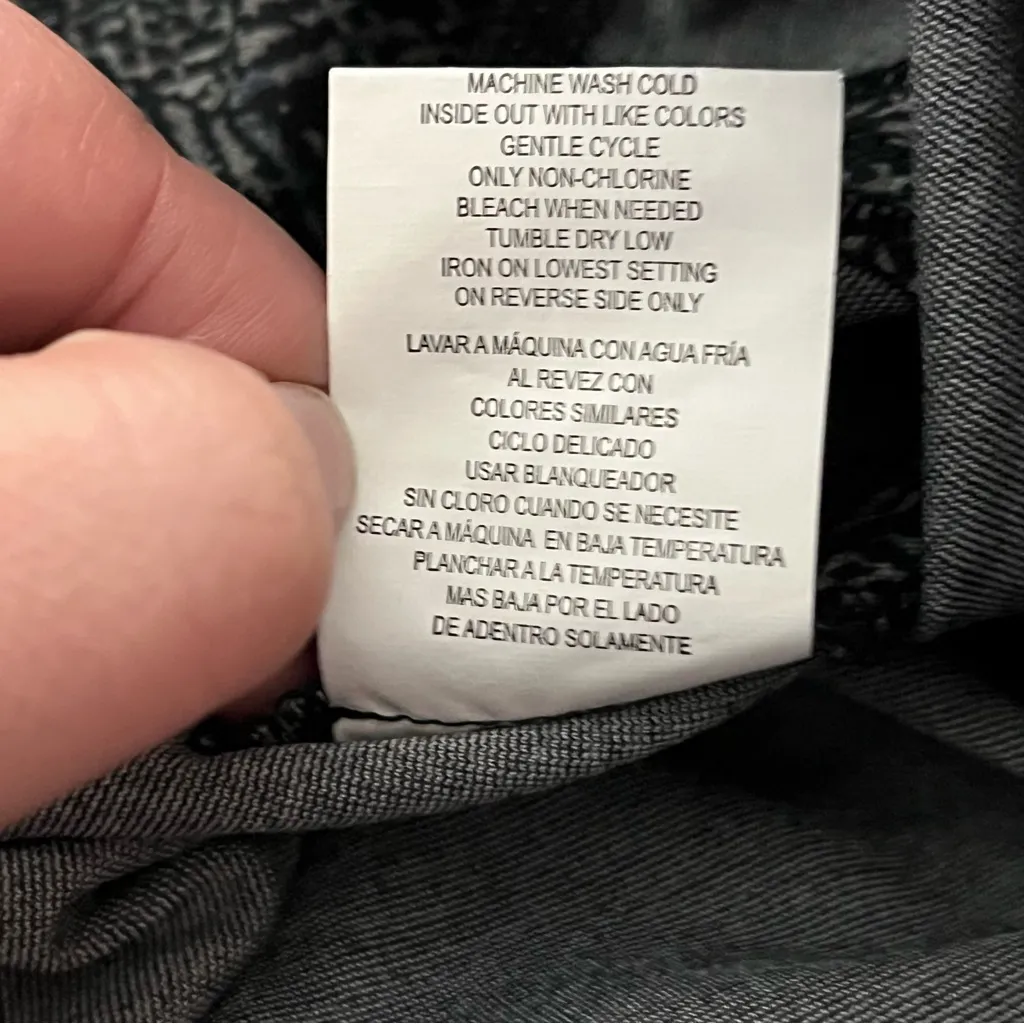 MACHINE WASH COLD
INSIDE OUT WITH LIKE COLORS
GENTLE CYCLE
ONLY NON-CHLORINE
BLEACH WHEN NEEDED
TUMBLE DRY LOW
IRON ON LOWEST SETTING
ON REVERSE SIDE ONLY
LAVAR A MÁQUINA CON AGUA FRÍA
AL REVEZ CON
COLORES SIMILARES
CICLO DELICADO
USAR BLANQUEADOR
SIN CLORO CUANDO SE NECESITE
SECAR A MÁQUINA EN BAJA TEMPERATURA
PLANCHAR A LA TEMPERATURA
MAS BAJA POR EL LADO
DE ADENTRO SOLAMENTE